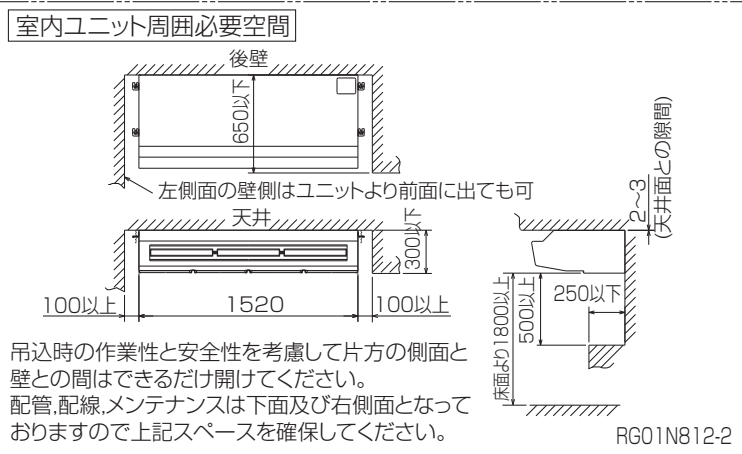 室内ユニット周囲必要空間
後壁
650以下
左側面の壁側はユニットより前面に出ても可
天井
300以下
100以上
1520
100以上
2〜3
(天井面との隙間)
250以下
500以上
床面より1800以上
吊込時の作業性と安全性を考慮して片方の側面と
壁との間はできるだけ開けてください。
配管,配線,メンテナンスは下面及び右側面となって
おりますので上記スペースを確保してください。
RG01N812-2